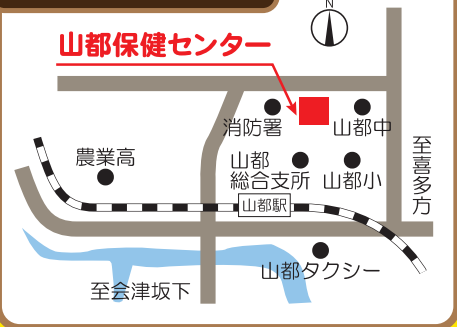 N
山都保健センター
消防署
山都中
農業高
山都
総合支所
山都小
至喜多方
山都駅
山都タクシー
至会津坂下